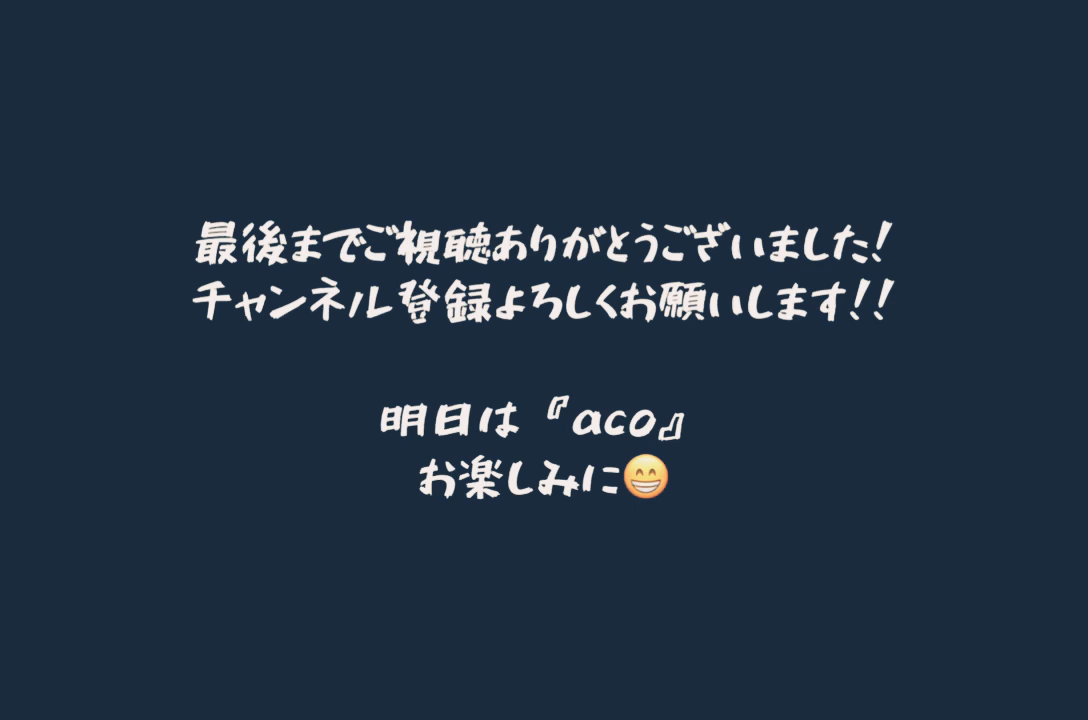 最後までご視聴ありがとうございました!
チャンネル登録よろしくお願いします!!
明日は『aco』
お楽しみに😁